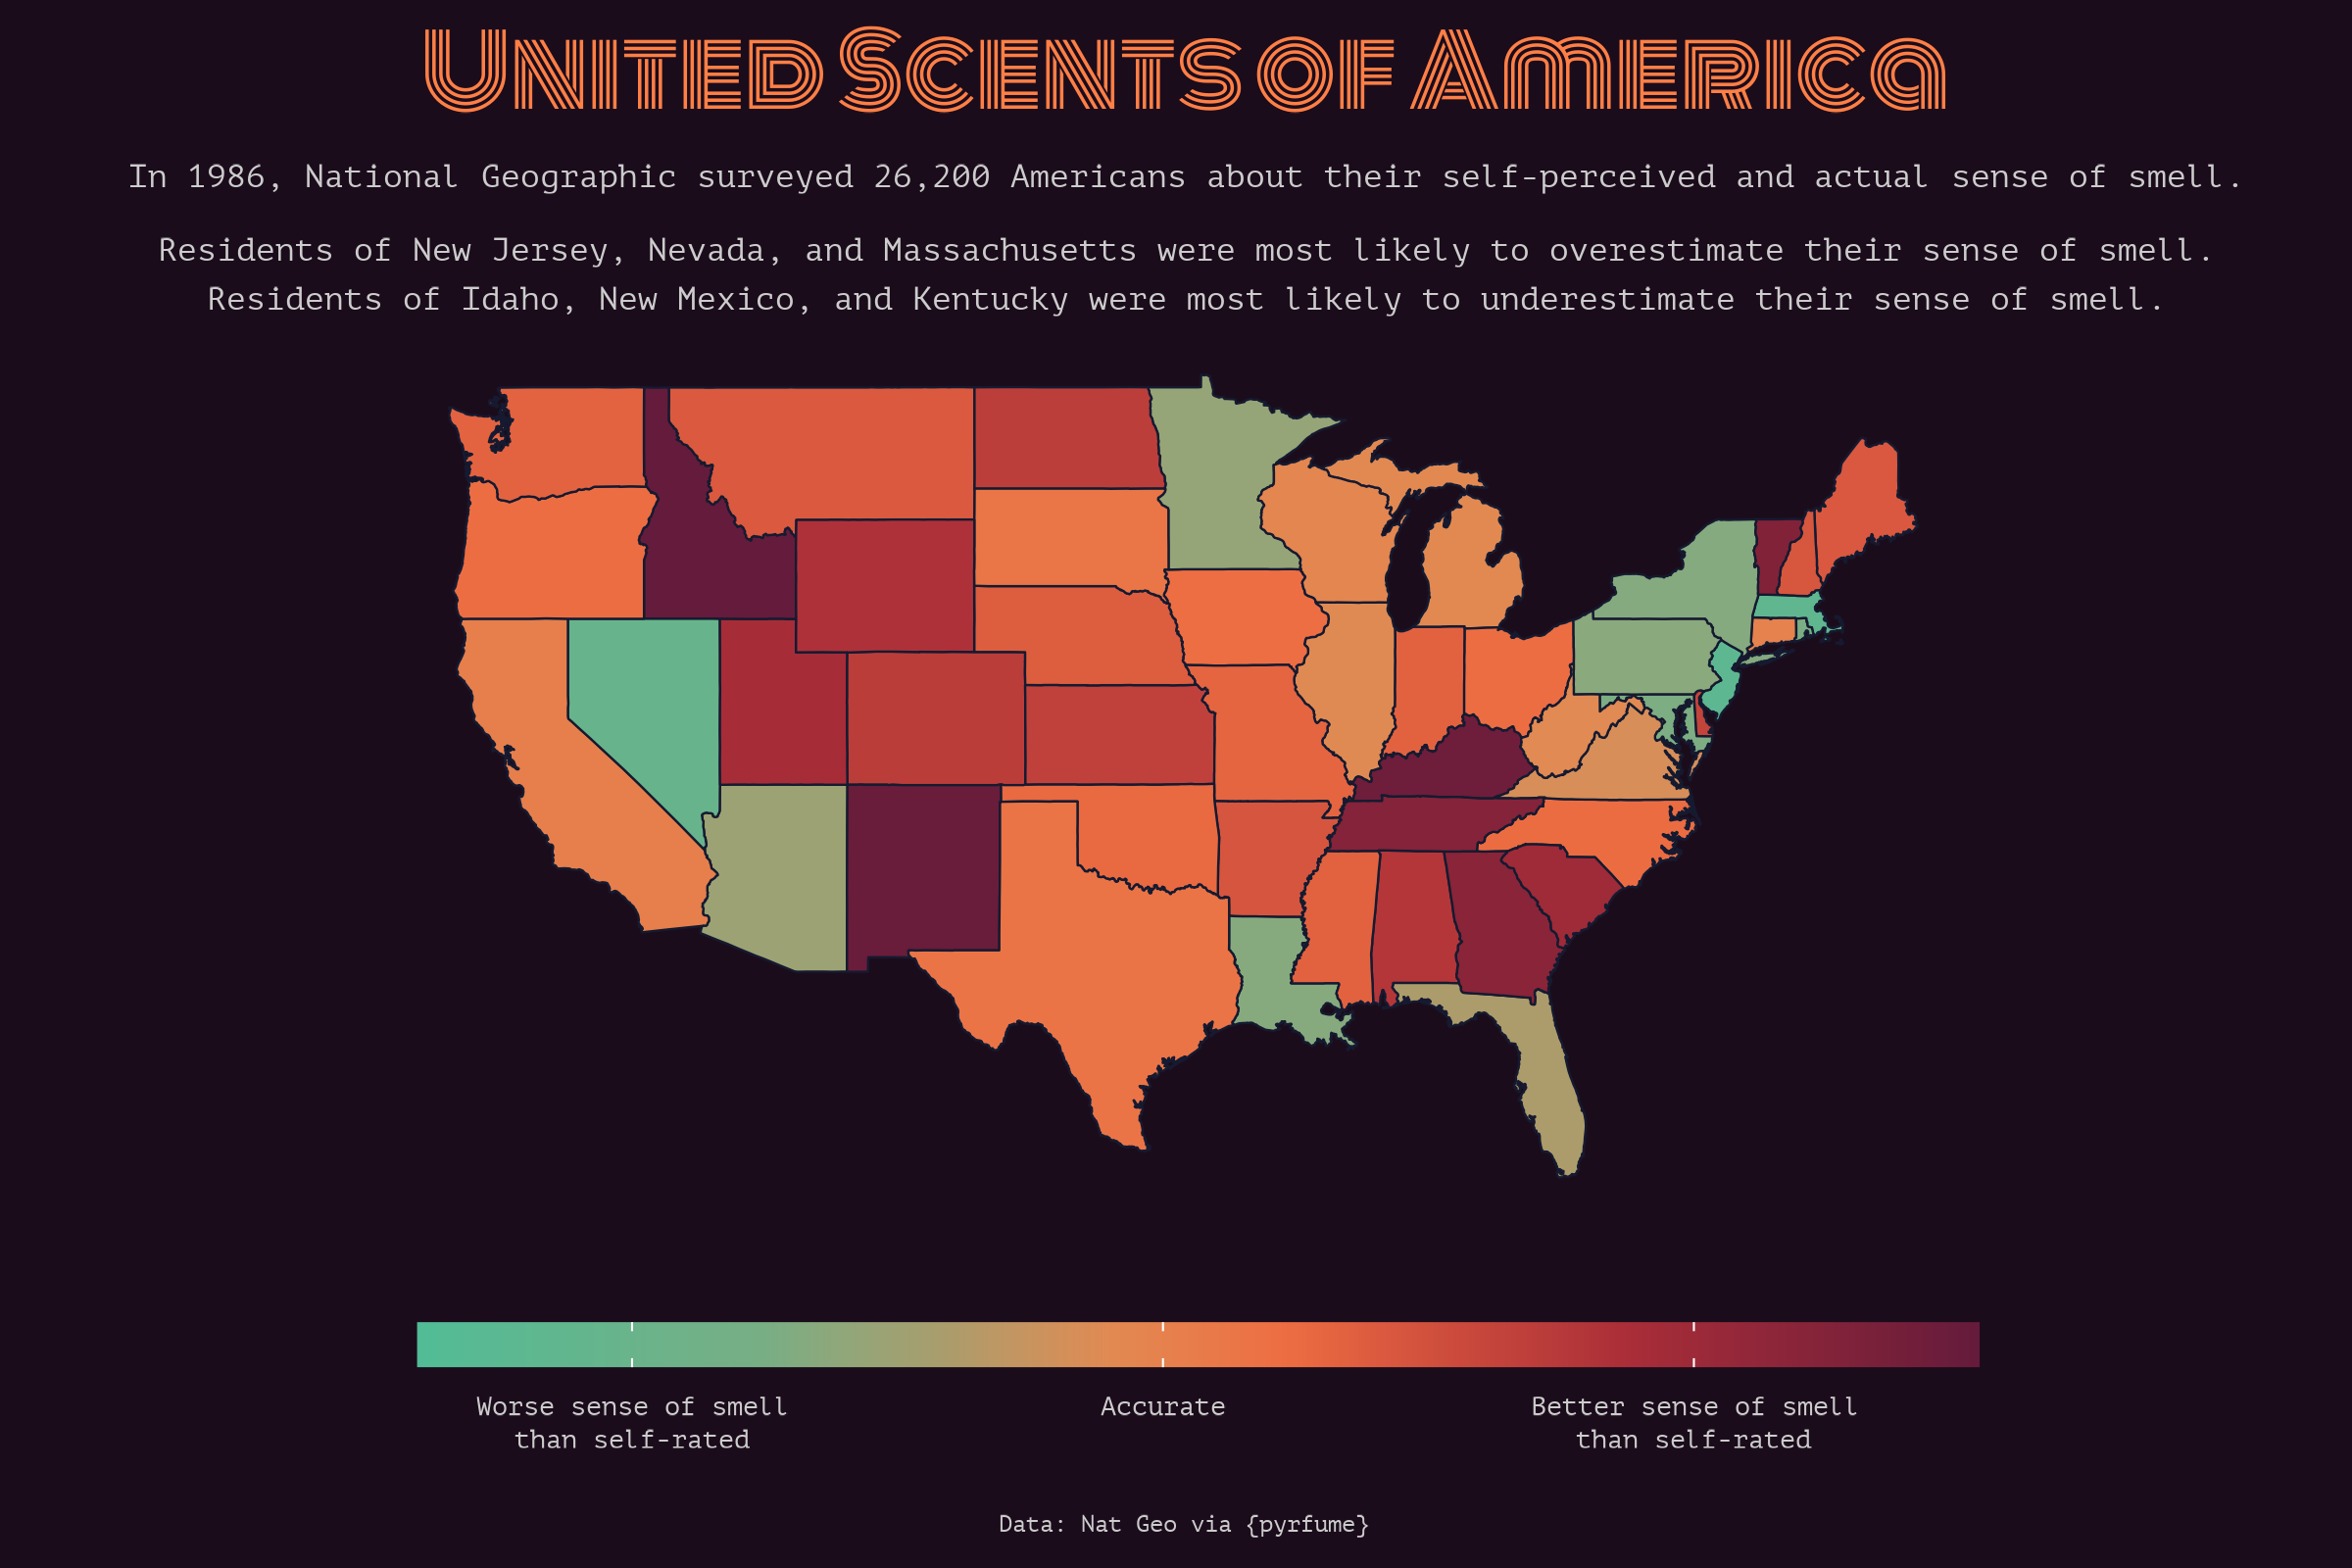 United Scents of America
In 1986, National Geographic surveyed 26,200 Americans about their self-perceived and actual sense of smell.
Residents of New Jersey, Nevada, and Massachusetts were most likely to overestimate their sense of smell.
Residents of Idaho, New Mexico, and Kentucky were most likely to underestimate their sense of smell.
Worse sense of smell
than self-rated
Accurate
Better sense of smell
than self-rated
Data: Nat Geo via {pyrfume}